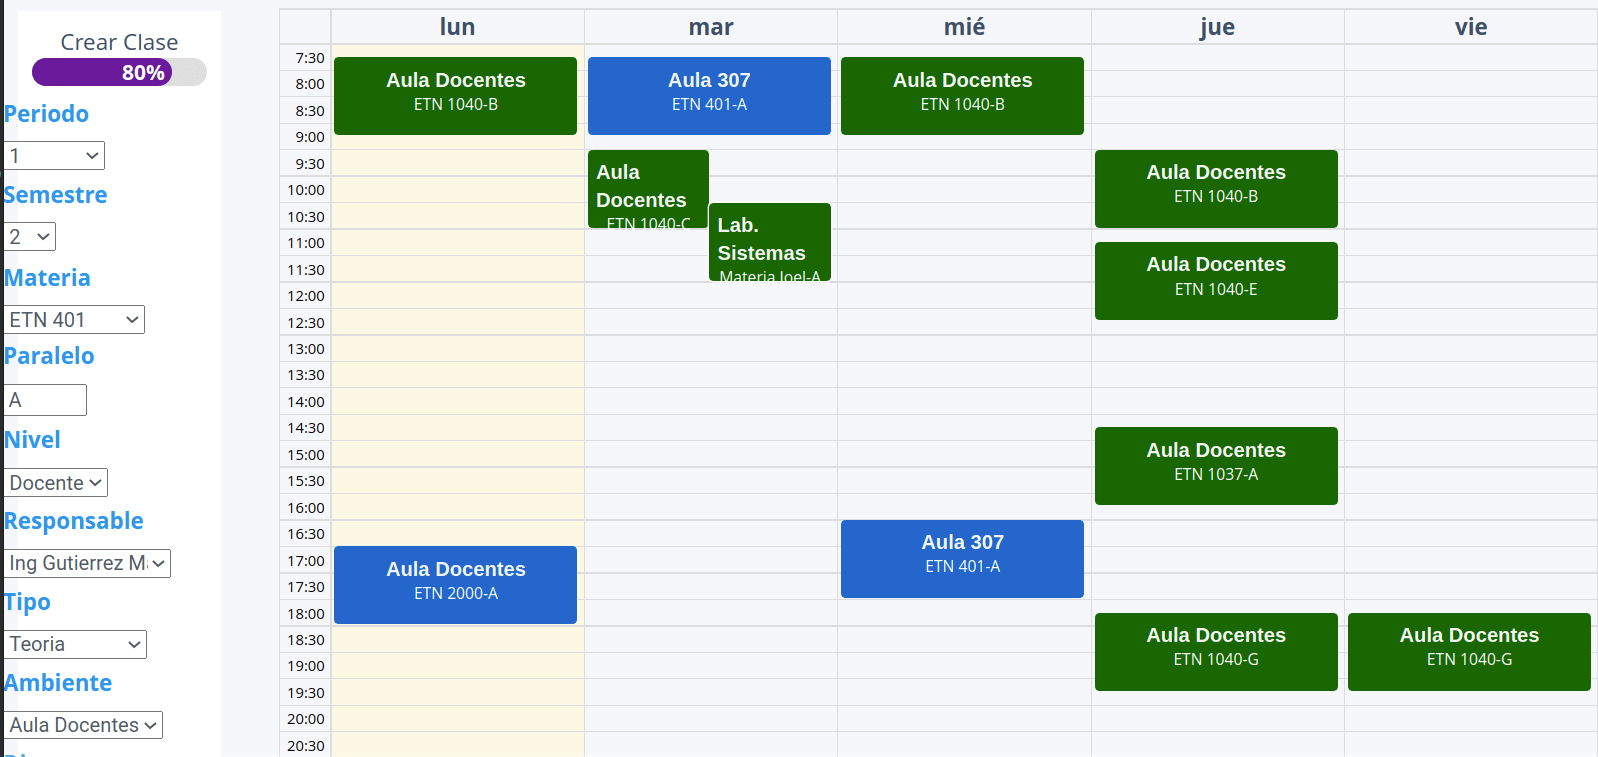 Crear Clase
80%
Periodo
1
Semestre
2
Materia
ETN 401
Paralelo
A
Nivel
Docente
Responsable
Ing Gutierrez
Tipo
Teoria
Ambiente
Aula Docentes
lun
mar
mié
jue
vie
7:30
8:00
8:30
9:00
9:30
10:00
10:30
11:00
11:30
12:00
12:30
13:00
13:30
14:00
14:30
15:00
15:30
16:00
16:30
17:00
17:30
18:00
18:30
19:00
19:30
20:00
20:30
Aula Docentes
ETN 1040-B
Aula Docentes
ETN 2000-A
Aula 307
ETN 401-A
Aula
Docentes
ETN 1040-C
Lab.
Sistemas
Materia Joel-A
Aula Docentes
ETN 1040-B
Aula 307
ETN 401-A
Aula Docentes
ETN 1040-B
Aula Docentes
ETN 1040-E
Aula Docentes
ETN 1037-A
Aula Docentes
ETN 1040-G
Aula Docentes
ETN 1040-G